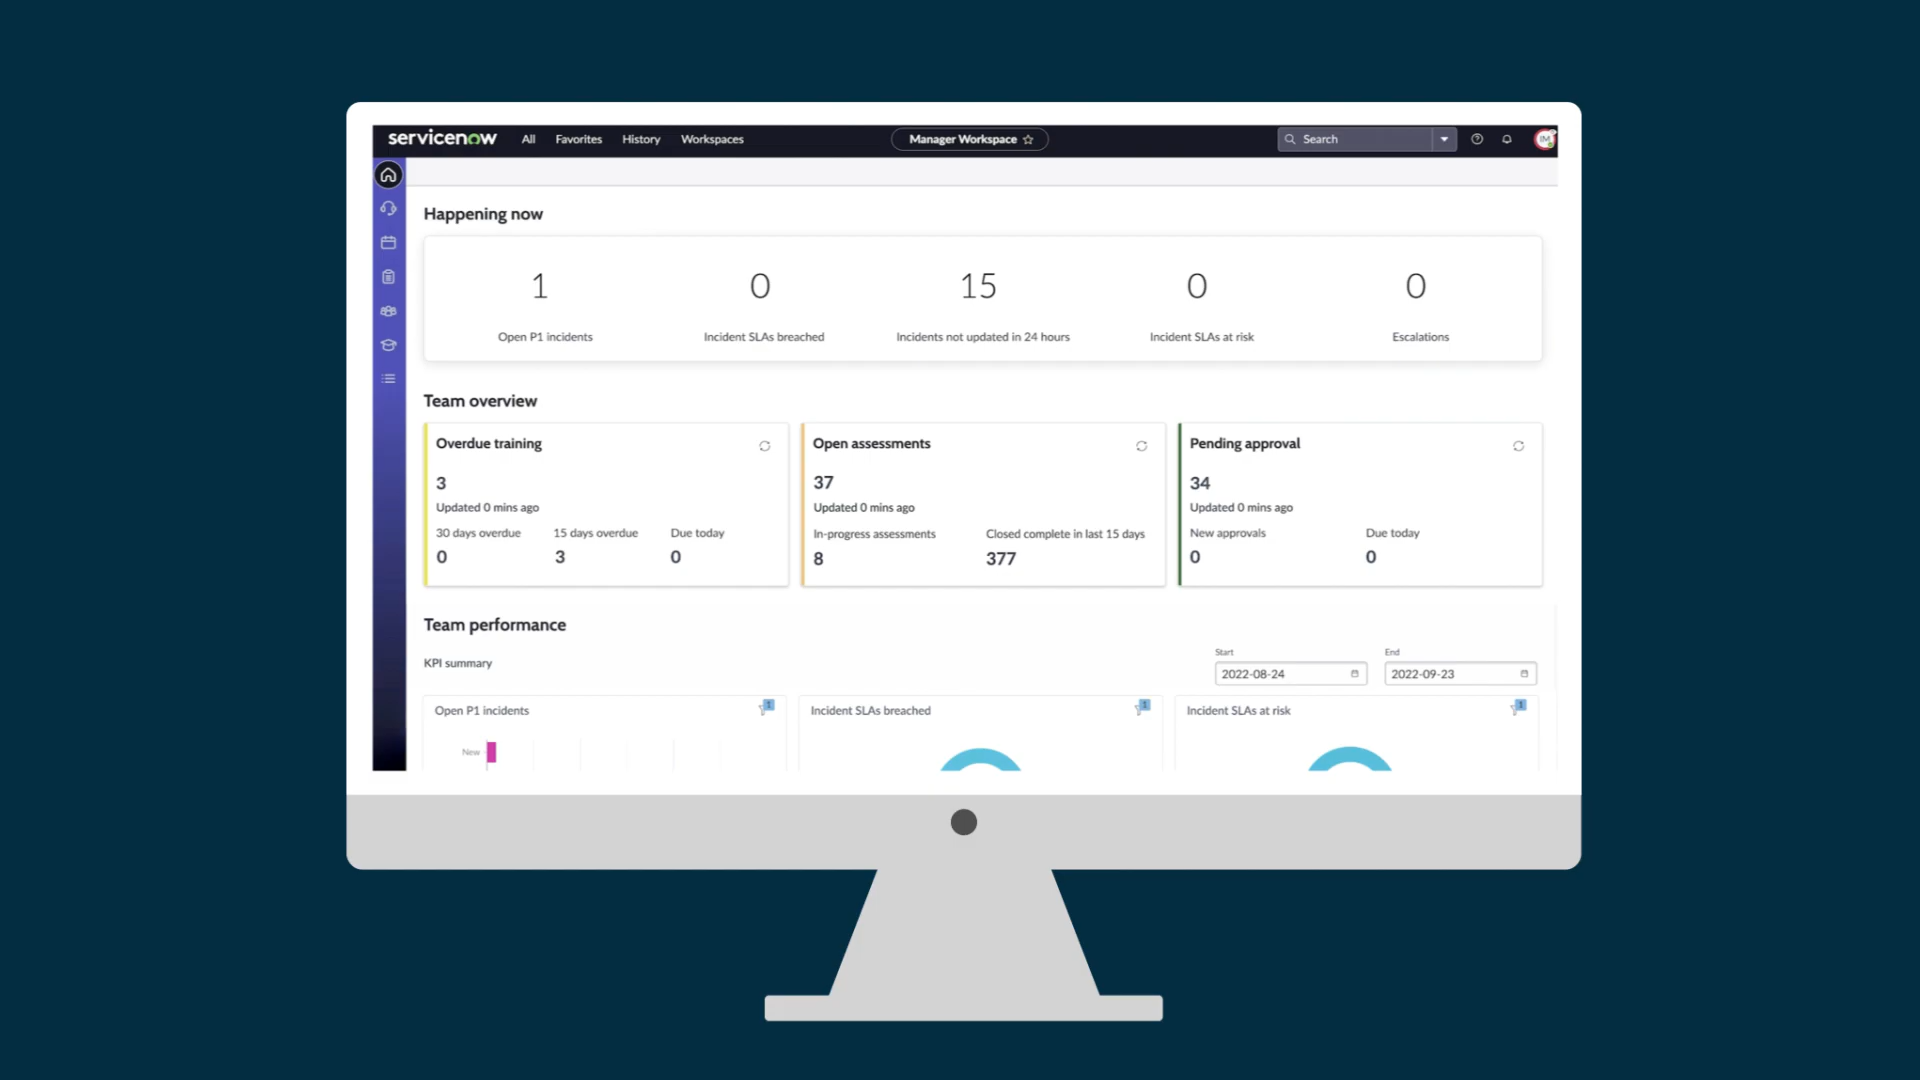 servicenow All Favorites History Workspaces Manager Workspace Search
Happening now
1 0 15 0 0
Open P1 incidents Incident SLAs breached Incidents not updated in 24 hours Incident SLAs at risk Escalations
Team overview
Overdue training Open assessments Pending approval
3 37 34
Updated 0 mins ago Updated 0 mins ago Updated 0 mins ago
30 days overdue 15 days overdue Due today In-progress assessments Closed complete in last 15 days New approvals Due today
0 3 0 8 377 0 0
Team performance
Start End
KPI summary
2022-08-24 2022-09-23
Open P1 incidents 1 Incident SLAs breached 1 Incident SLAs at risk 1
New